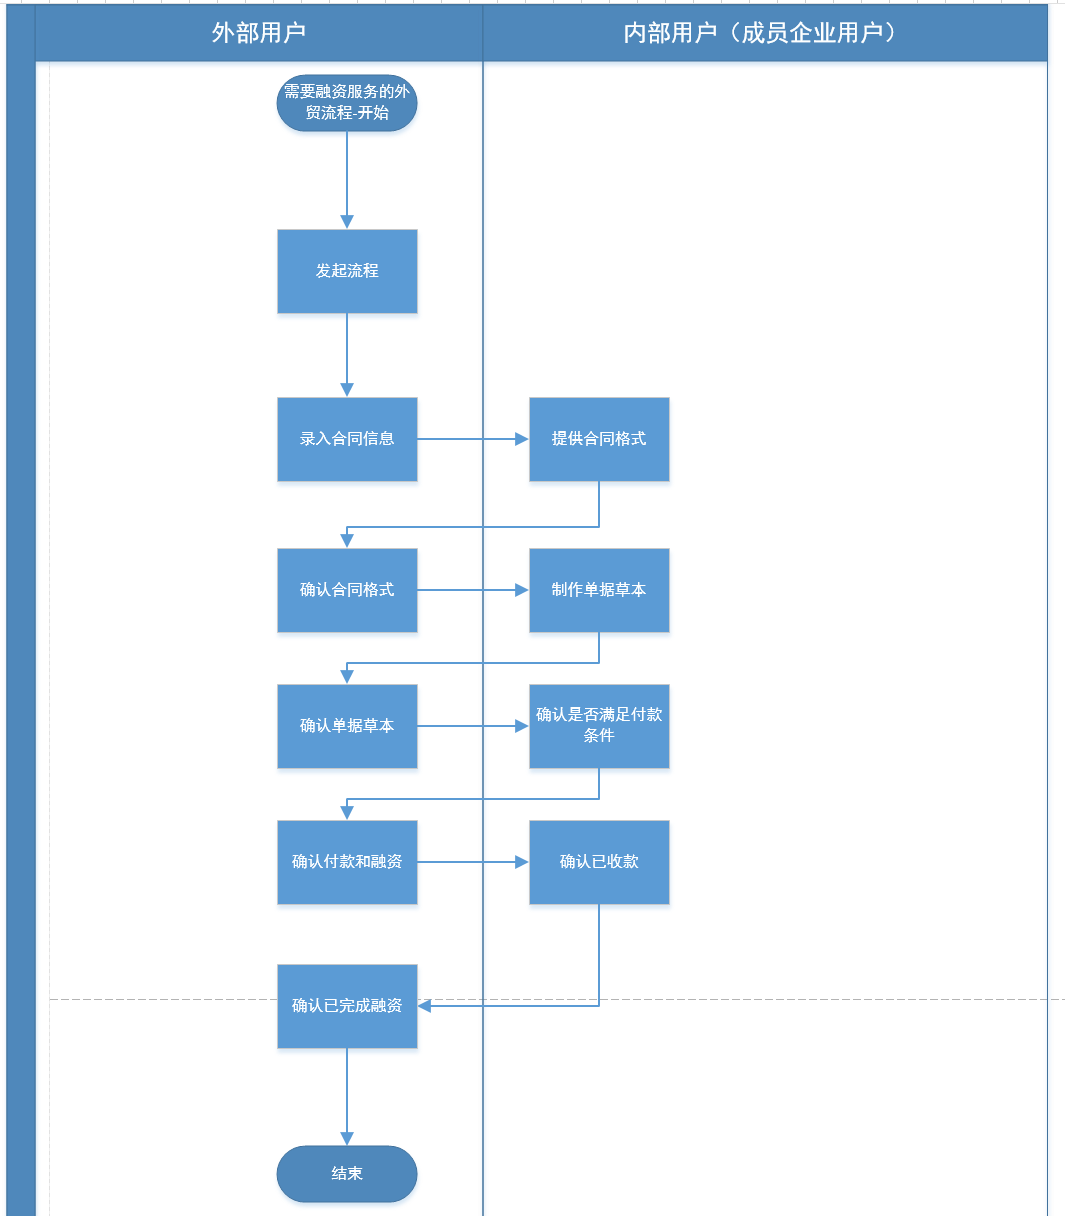 外部用户
内部用户（成员企业用户）
需要融资服务的外
贸流程-开始
发起流程
录入合同信息
提供合同格式
确认合同格式
制作单据草本
确认单据草本
确认是否满足付款
条件
确认付款和融资
确认已收款
确认已完成融资
结束